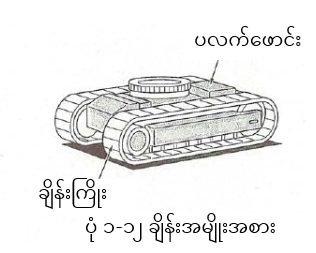 ပလက်ဖောင်း
ချိန်းကြိုး
ပုံ ၁-၁၂ ချိန်းအမျိုးအစား